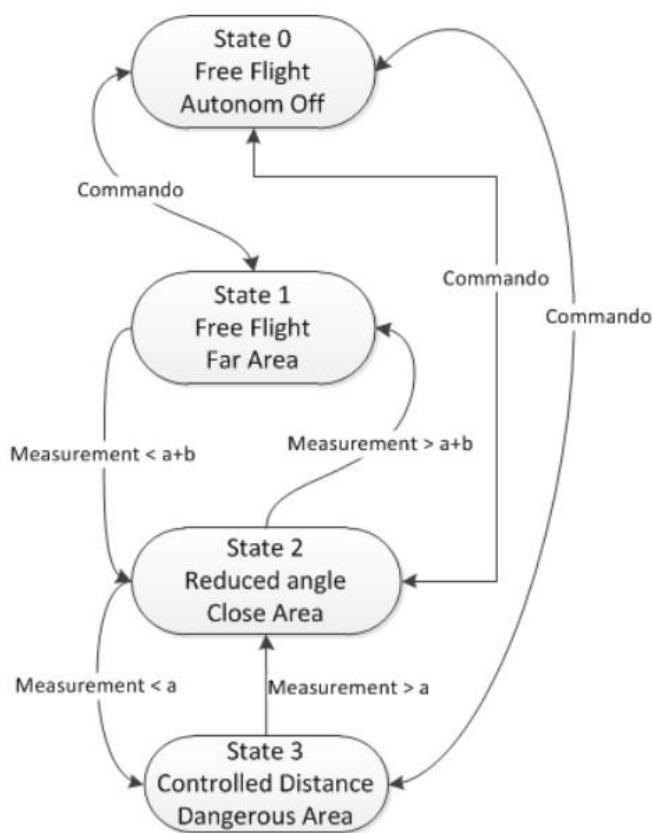 State 0
Free Flight
Autonom Off
Commando
State 1
Free Flight
Far Area
Commando
Commando
Measurement < a+b
Measurement > a+b
State 2
Reduced angle
Close Area
Measurement < a
Measurement > a
State 3
Controlled Distance
Dangerous Area